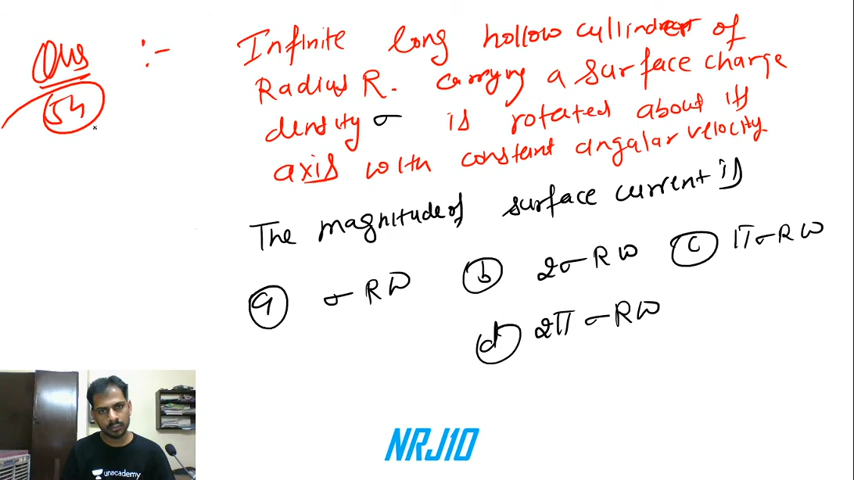 Ques :- Infinite long hollow cylinder of
54 Radius R. carrying a surface charge
density σ is rotated about its
axis with constant angular velocity
The magnitude of surface current is
(a) σRω (b) 2σRω (c) πσRω
(d) 2πσRω
unacademy
NRJ10